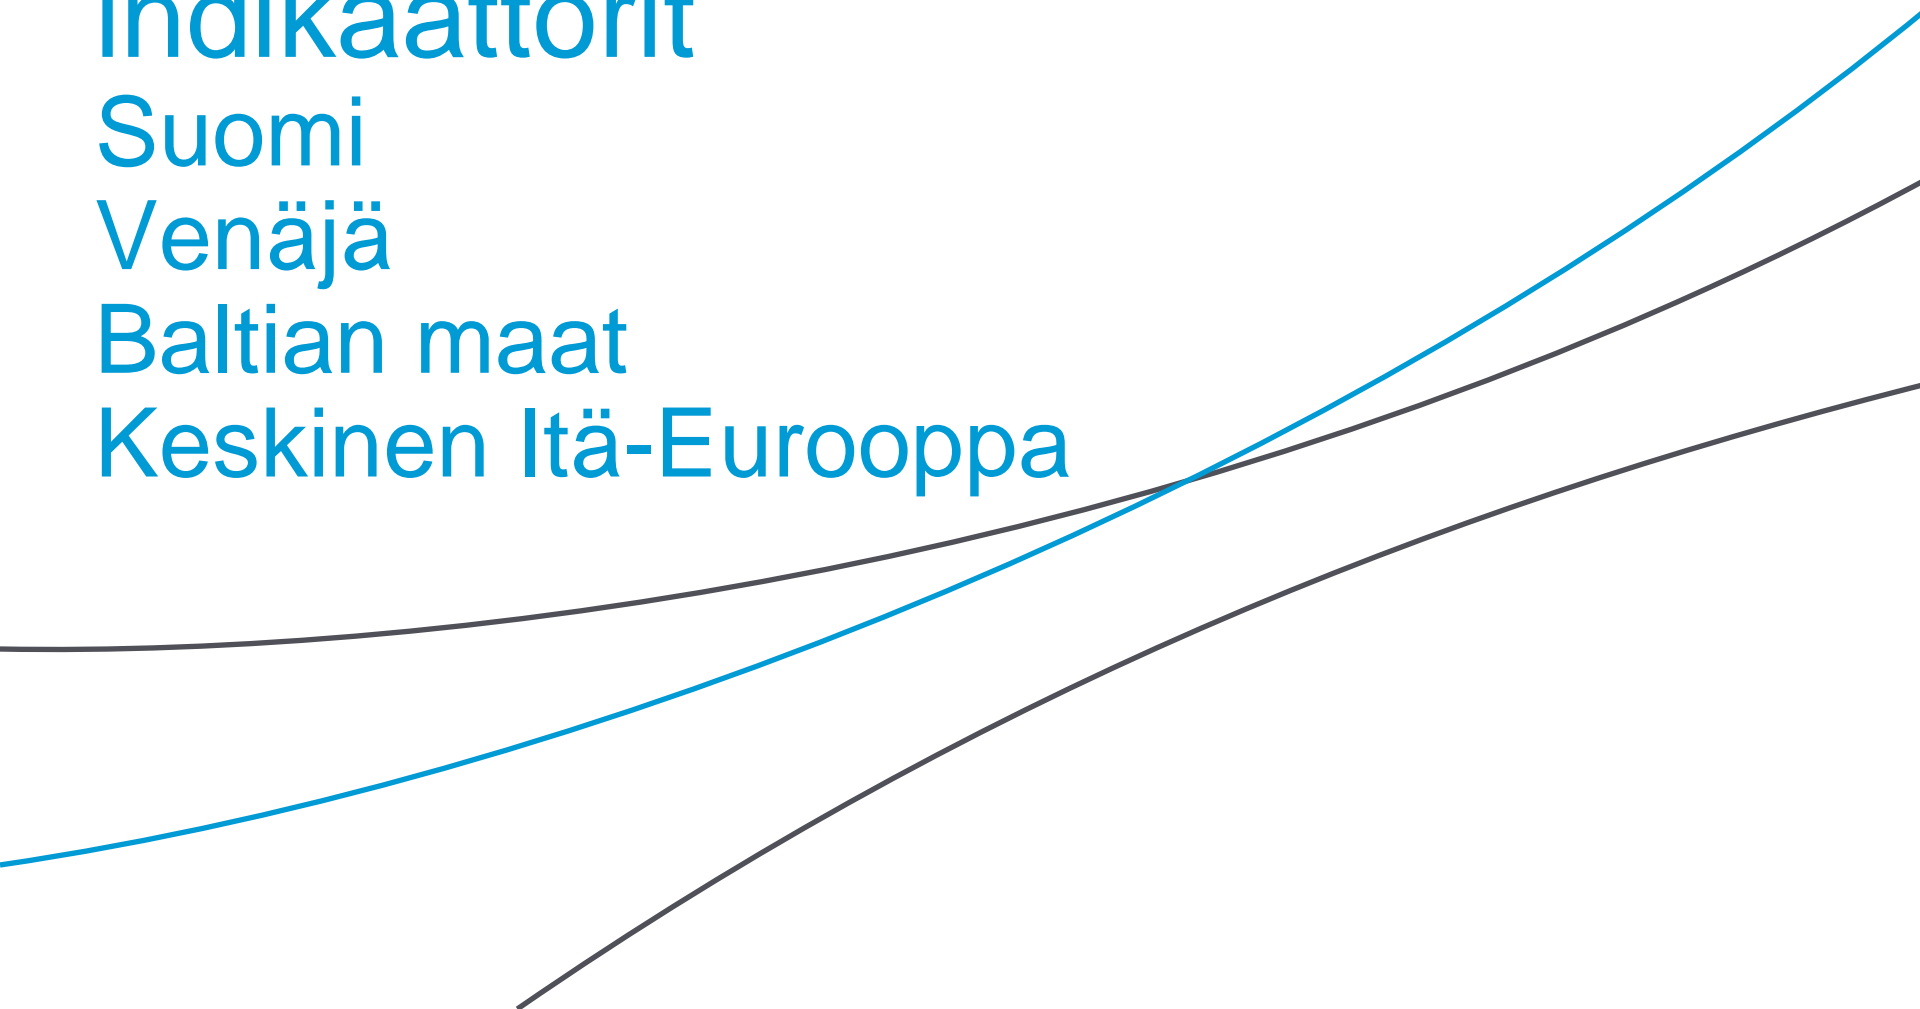 indikaattorit
Suomi
Venäjä
Baltian maat
Keskinen Itä-Eurooppa